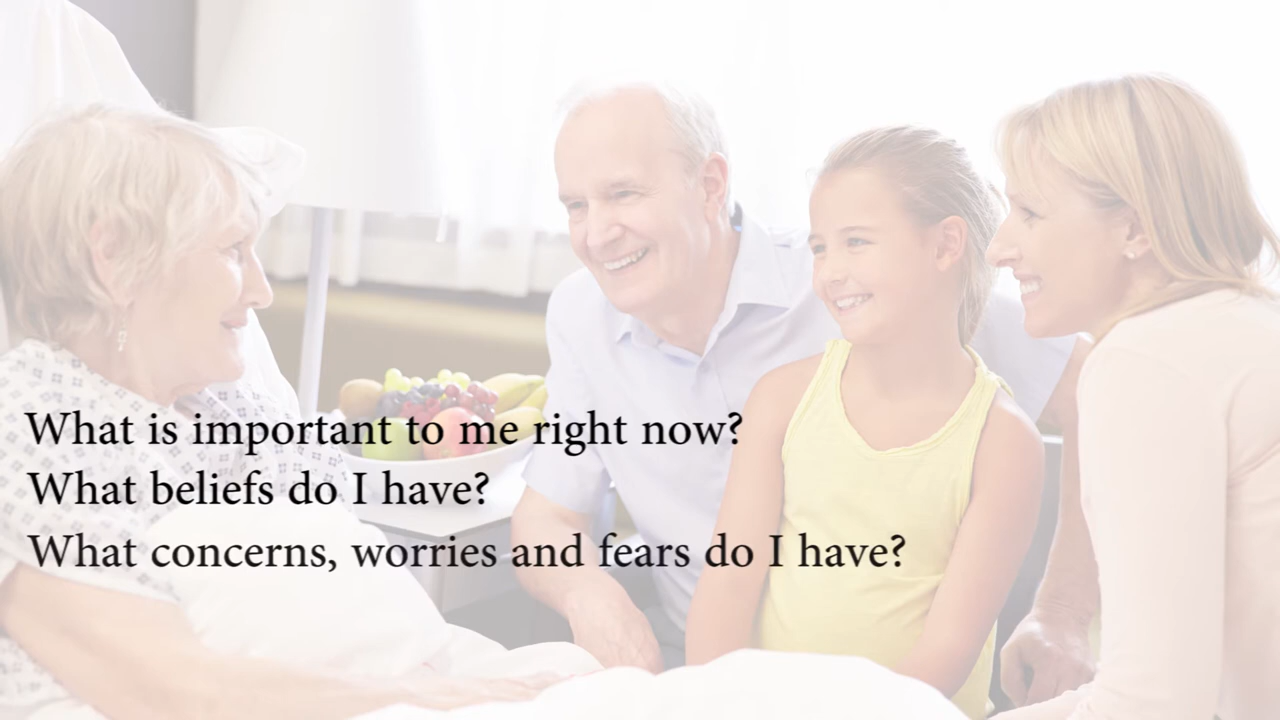 What is important to me right now?
What beliefs do I have?
What concerns, worries and fears do I have?